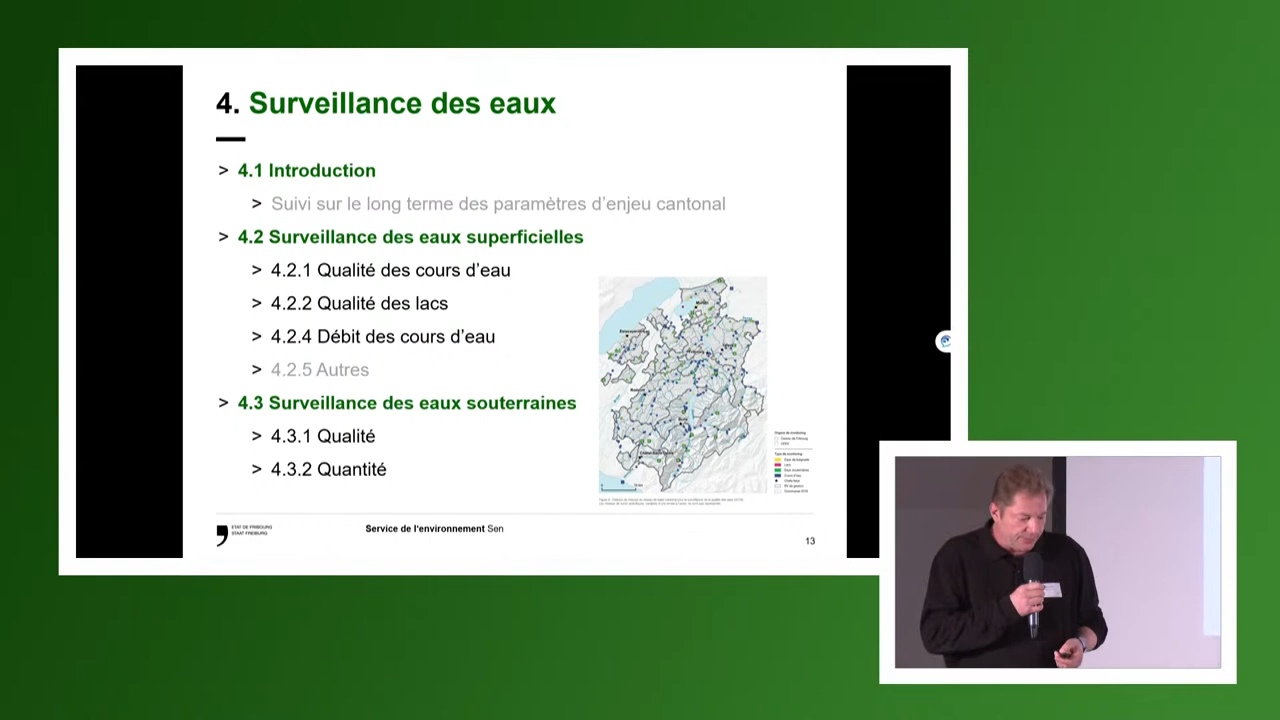 4. Surveillance des eaux
> 4.1 Introduction
> Suivi sur le long terme des paramètres d'enjeu cantonal
> 4.2 Surveillance des eaux superficielles
> 4.2.1 Qualité des cours d'eau
> 4.2.2 Qualité des lacs
> 4.2.4 Débit des cours d'eau
> 4.2.5 Autres
> 4.3 Surveillance des eaux souterraines
> 4.3.1 Qualité
> 4.3.2 Quantité
ETAT DE FRIBOURG
STAAT FREIBURG
Service de l'environnement Sen
13